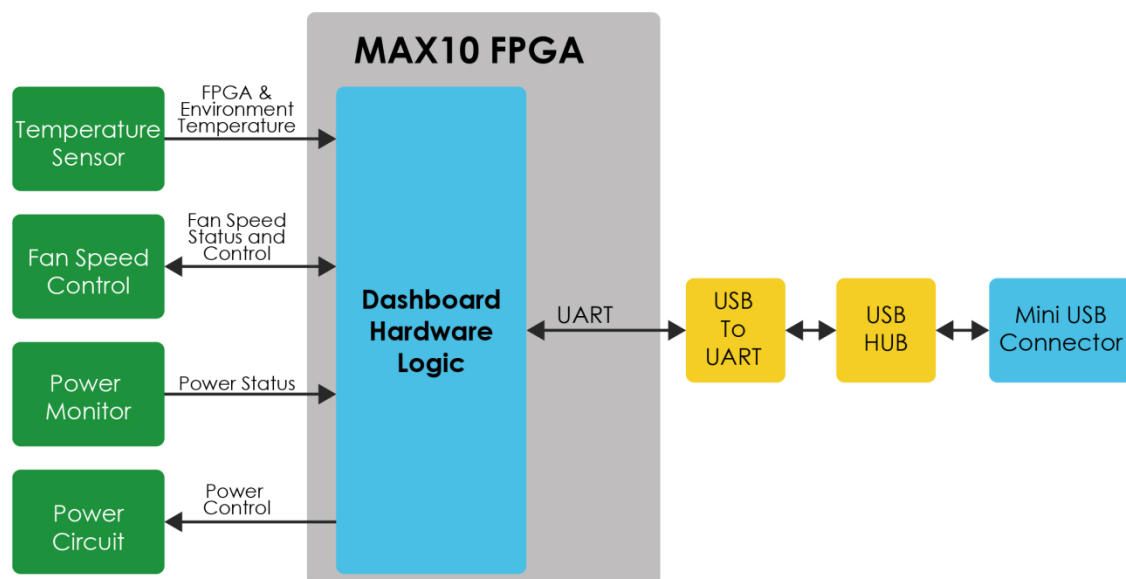 MAX10 FPGA
FPGA &
Environment
Temperature
Temperature
Sensor
Fan Speed
Status and
Control
Fan Speed
Control
Dashboard
Hardware
Logic
UART
USB
To
UART
USB
HUB
Mini USB
Connector
Power Status
Power
Monitor
Power
Control
Power
Circuit